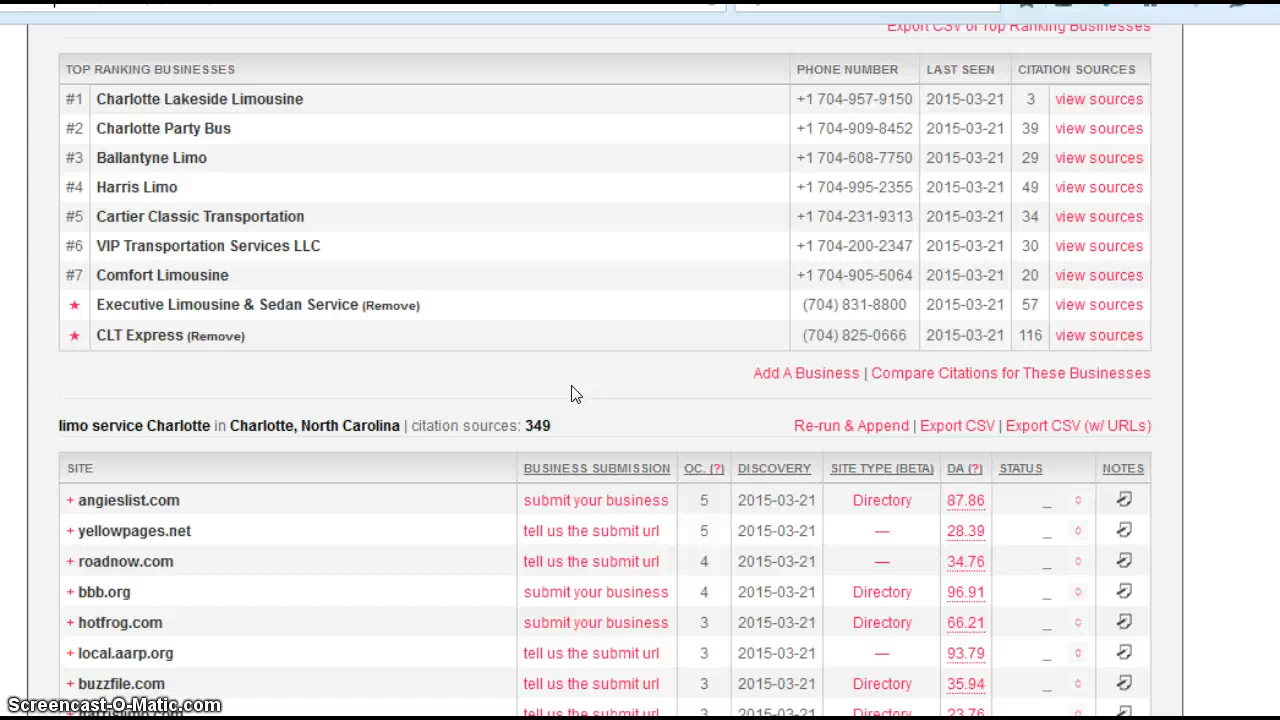 Export CSV of Top Ranking Businesses
TOP RANKING BUSINESSES PHONE NUMBER LAST SEEN CITATION SOURCES
#1 Charlotte Lakeside Limousine +1 704-957-9150 2015-03-21 3 view sources
#2 Charlotte Party Bus +1 704-909-8452 2015-03-21 39 view sources
#3 Ballantyne Limo +1 704-608-7750 2015-03-21 29 view sources
#4 Harris Limo +1 704-995-2355 2015-03-21 49 view sources
#5 Cartier Classic Transportation +1 704-231-9313 2015-03-21 34 view sources
#6 VIP Transportation Services LLC +1 704-200-2347 2015-03-21 30 view sources
#7 Comfort Limousine +1 704-905-5064 2015-03-21 20 view sources
★ Executive Limousine & Sedan Service (Remove) (704) 831-8800 2015-03-21 57 view sources
★ CLT Express (Remove) (704) 825-0666 2015-03-21 116 view sources
Add A Business | Compare Citations for These Businesses
limo service Charlotte in Charlotte, North Carolina | citation sources: 349 Re-run & Append | Export CSV | Export CSV (w/ URLs)
SITE BUSINESS SUBMISSION OC. (?) DISCOVERY SITE TYPE (BETA) DA (?) STATUS NOTES
+ angieslist.com submit your business 5 2015-03-21 Directory 87.86 _
+ yellowpages.net tell us the submit url 5 2015-03-21 — 28.39 _
+ roadnow.com tell us the submit url 4 2015-03-21 — 34.76 _
+ bbb.org submit your business 4 2015-03-21 Directory 96.91 _
+ hotfrog.com submit your business 3 2015-03-21 Directory 66.21 _
+ local.aarp.org tell us the submit url 3 2015-03-21 — 93.79 _
+ buzzfile.com tell us the submit url 3 2015-03-21 Directory 35.94 _
tell us the submit url 3 2015-03-21 Directory 23.76
Screencast-O-Matic.com